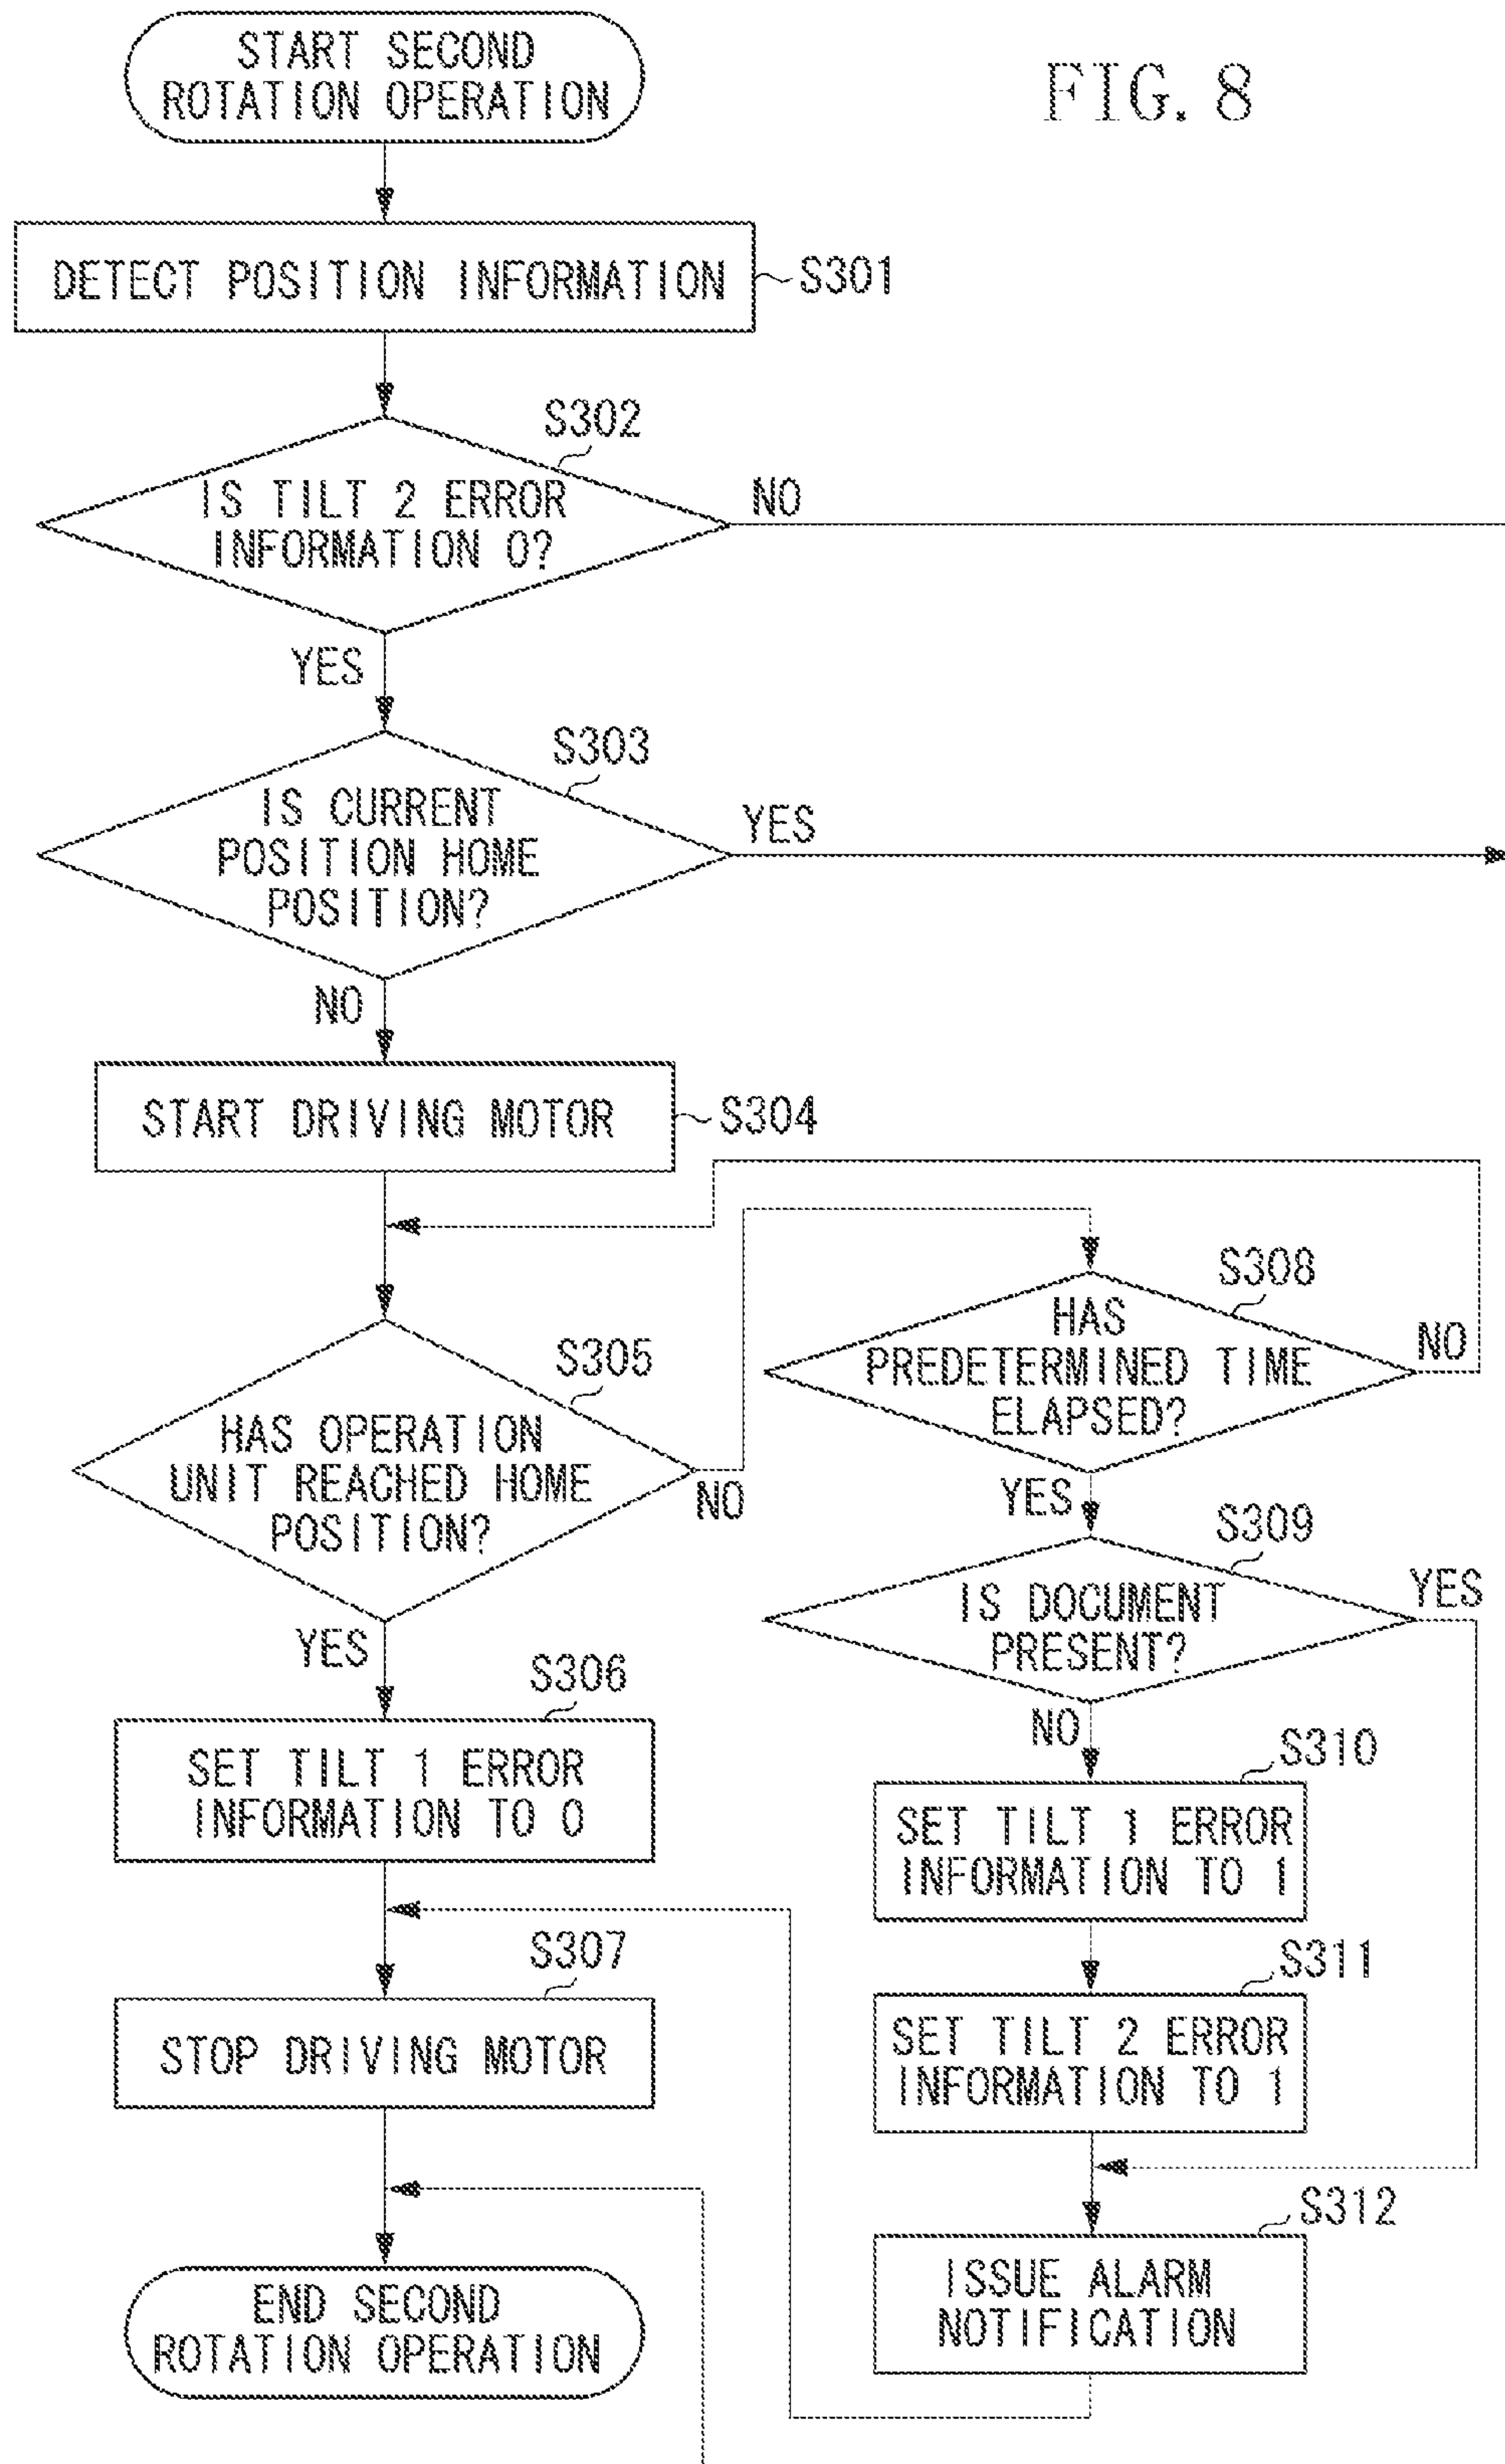 FIG. 8
START SECOND
ROTATION OPERATION
DETECT POSITION INFORMATION
S301
S302
IS TILT 2 ERROR
INFORMATION 0?
NO
YES
S303
IS CURRENT
POSITION HOME
POSITION?
YES
NO
START DRIVING MOTOR
S304
S305
HAS OPERATION
UNIT REACHED HOME
POSITION?
NO
YES
S308
HAS
PREDETERMINED TIME
ELAPSED?
NO
YES
S309
IS DOCUMENT
PRESENT?
YES
NO
S306
SET TILT 1 ERROR
INFORMATION TO 0
S310
SET TILT 1 ERROR
INFORMATION TO 1
S307
STOP DRIVING MOTOR
S311
SET TILT 2 ERROR
INFORMATION TO 1
S312
ISSUE ALARM
NOTIFICATION
END SECOND
ROTATION OPERATION